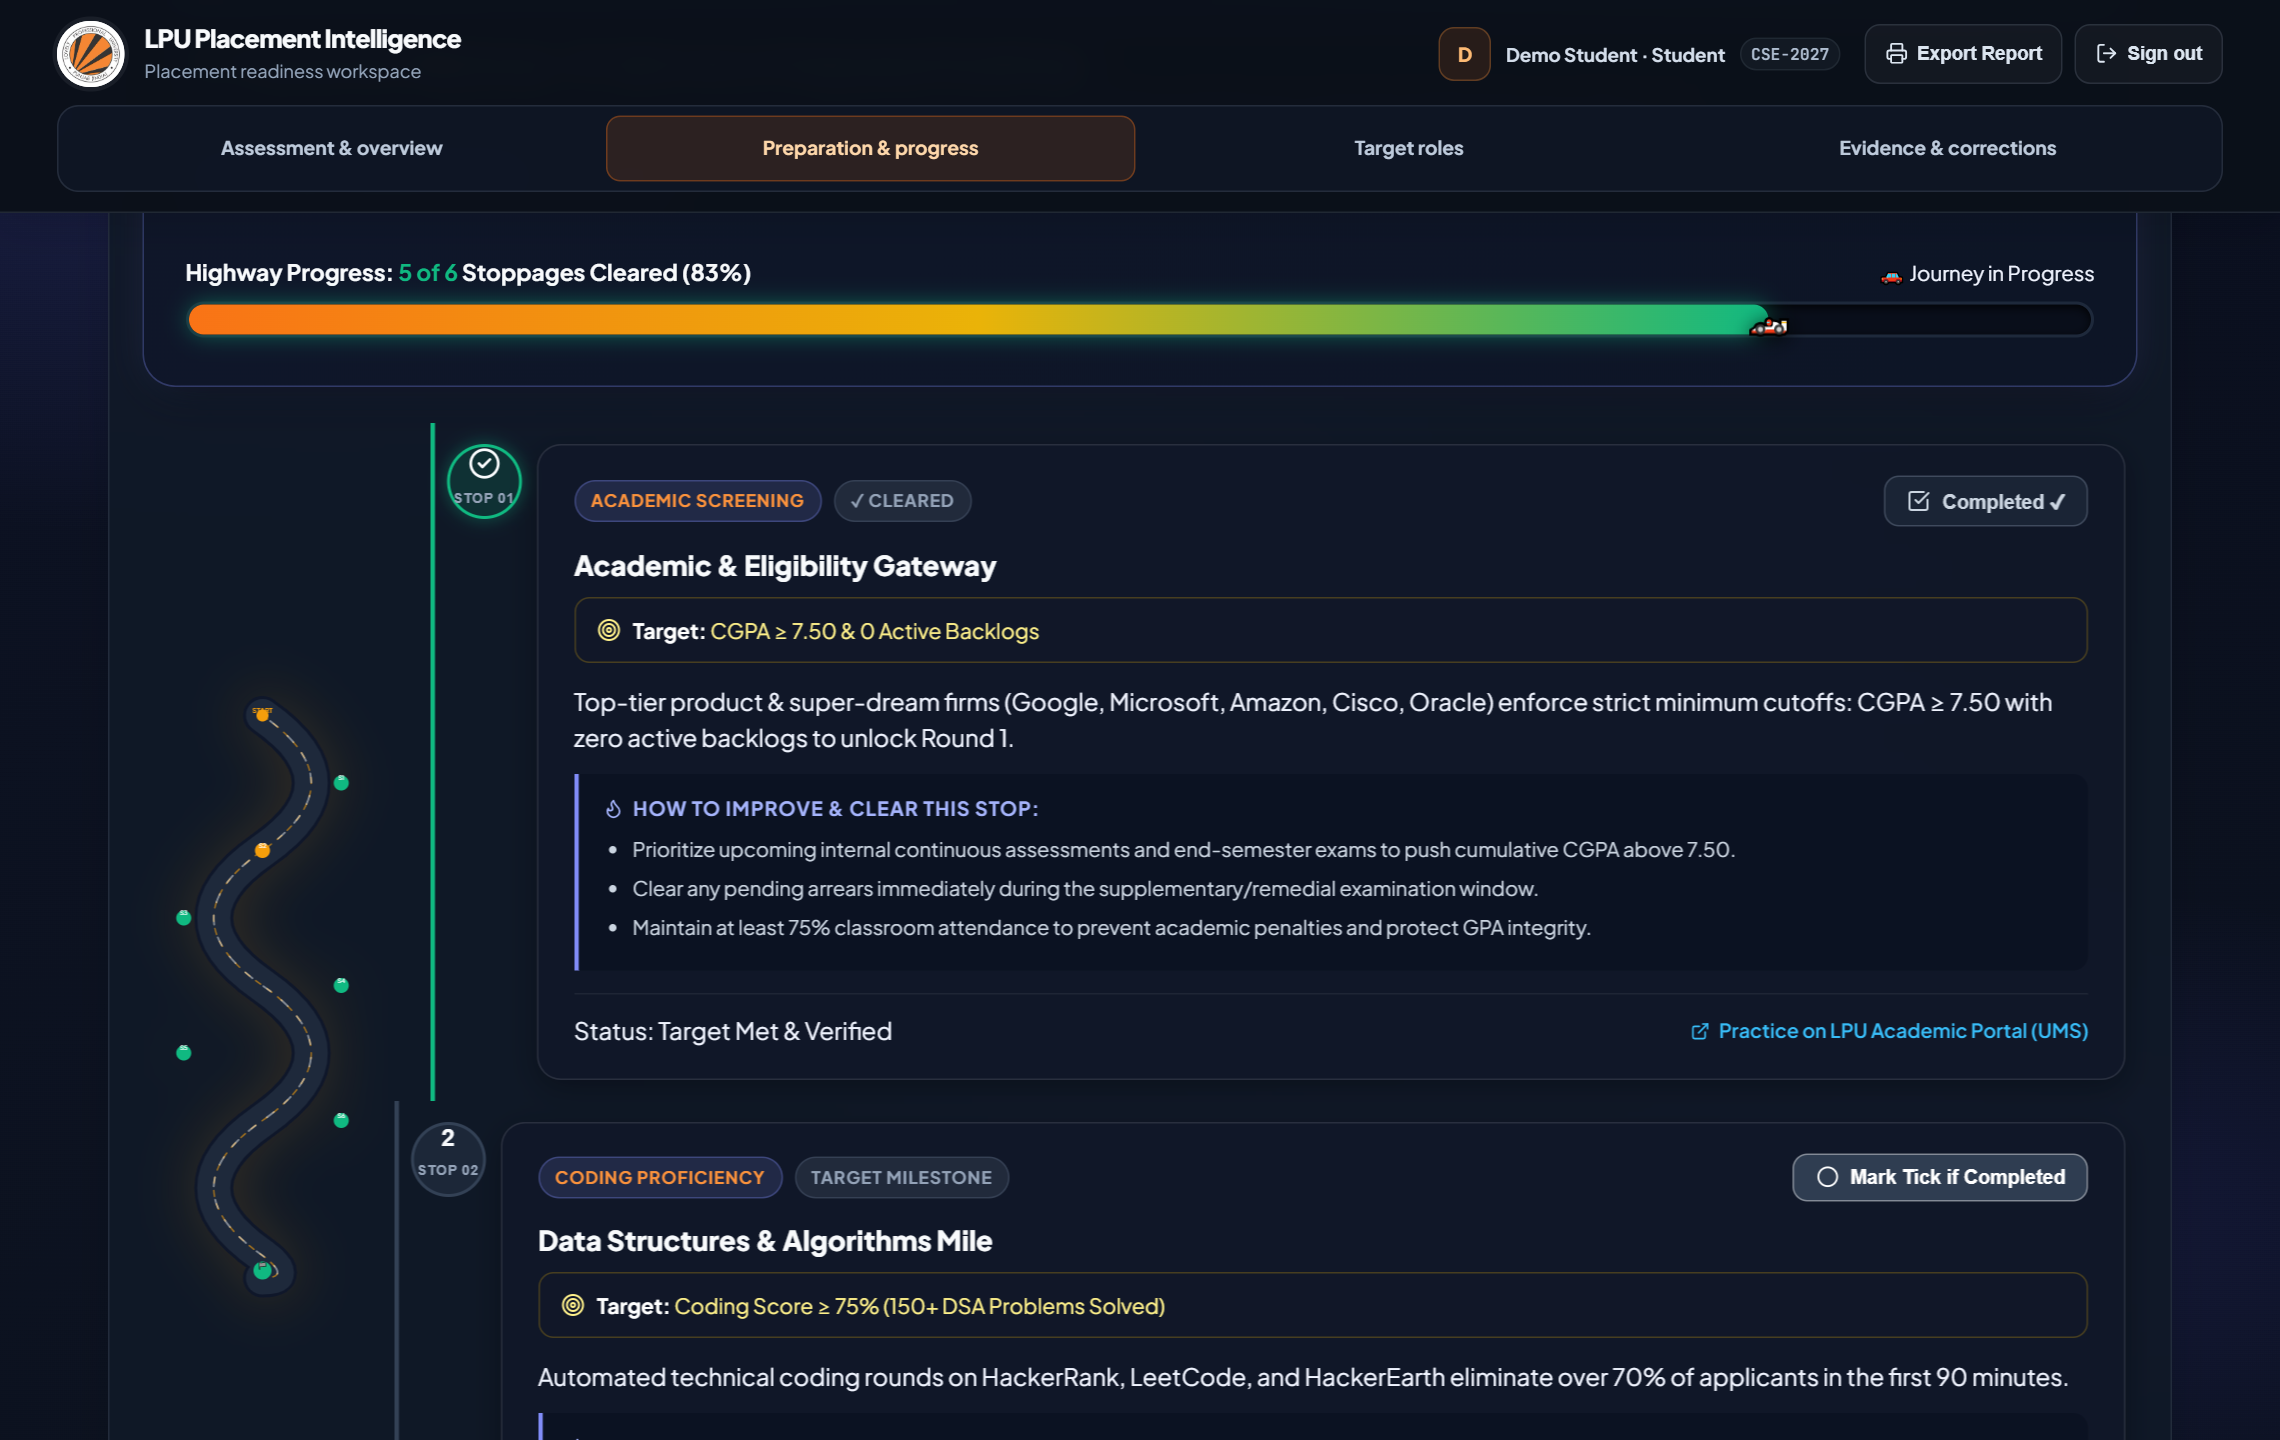 LPU Placement Intelligence
Placement readiness workspace
D
Demo Student · Student
CSE-2027
Export Report
Sign out
Assessment & overview
Preparation & progress
Target roles
Evidence & corrections
Highway Progress: 5 of 6 Stoppages Cleared (83%)
Journey in Progress
STOP 01
ACADEMIC SCREENING
✓ CLEARED
Completed ✓
Academic & Eligibility Gateway
Target: CGPA ≥ 7.50 & 0 Active Backlogs
Top-tier product & super-dream firms (Google, Microsoft, Amazon, Cisco, Oracle) enforce strict minimum cutoffs: CGPA ≥ 7.50 with
zero active backlogs to unlock Round 1.
HOW TO IMPROVE & CLEAR THIS STOP:
• Prioritize upcoming internal continuous assessments and end-semester exams to push cumulative CGPA above 7.50.
• Clear any pending arrears immediately during the supplementary/remedial examination window.
• Maintain at least 75% classroom attendance to prevent academic penalties and protect GPA integrity.
Status: Target Met & Verified
Practice on LPU Academic Portal (UMS)
START
2
STOP 02
CODING PROFICIENCY
TARGET MILESTONE
Mark Tick if Completed
Data Structures & Algorithms Mile
Target: Coding Score ≥ 75% (150+ DSA Problems Solved)
Automated technical coding rounds on HackerRank, LeetCode, and HackerEarth eliminate over 70% of applicants in the first 90 minutes.